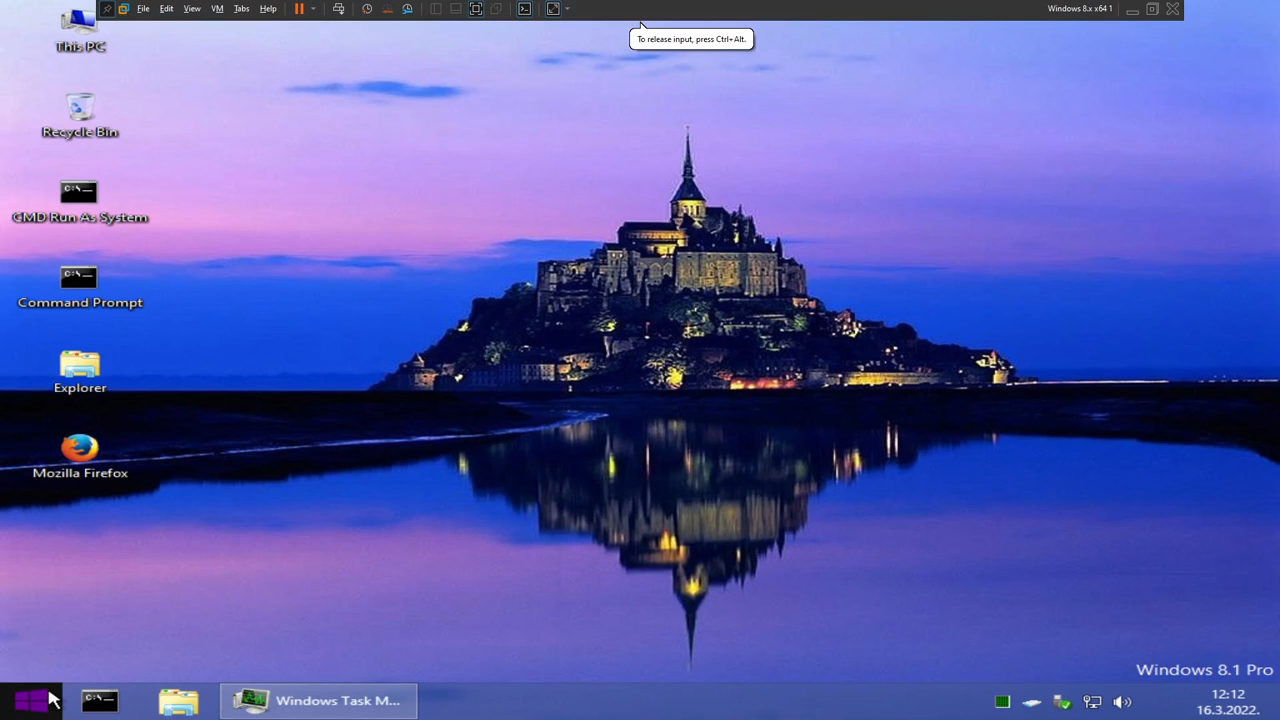 File Edit View VM Tabs Help
Windows 8.x x64 1
To release input, press Ctrl+Alt.
This PC
Recycle Bin
C:\
CMD Run As System
C:\
Command Prompt
Explorer
Mozilla Firefox
Windows 8.1 Pro
C:\
Windows Task M...
12:12
16.3.2022.